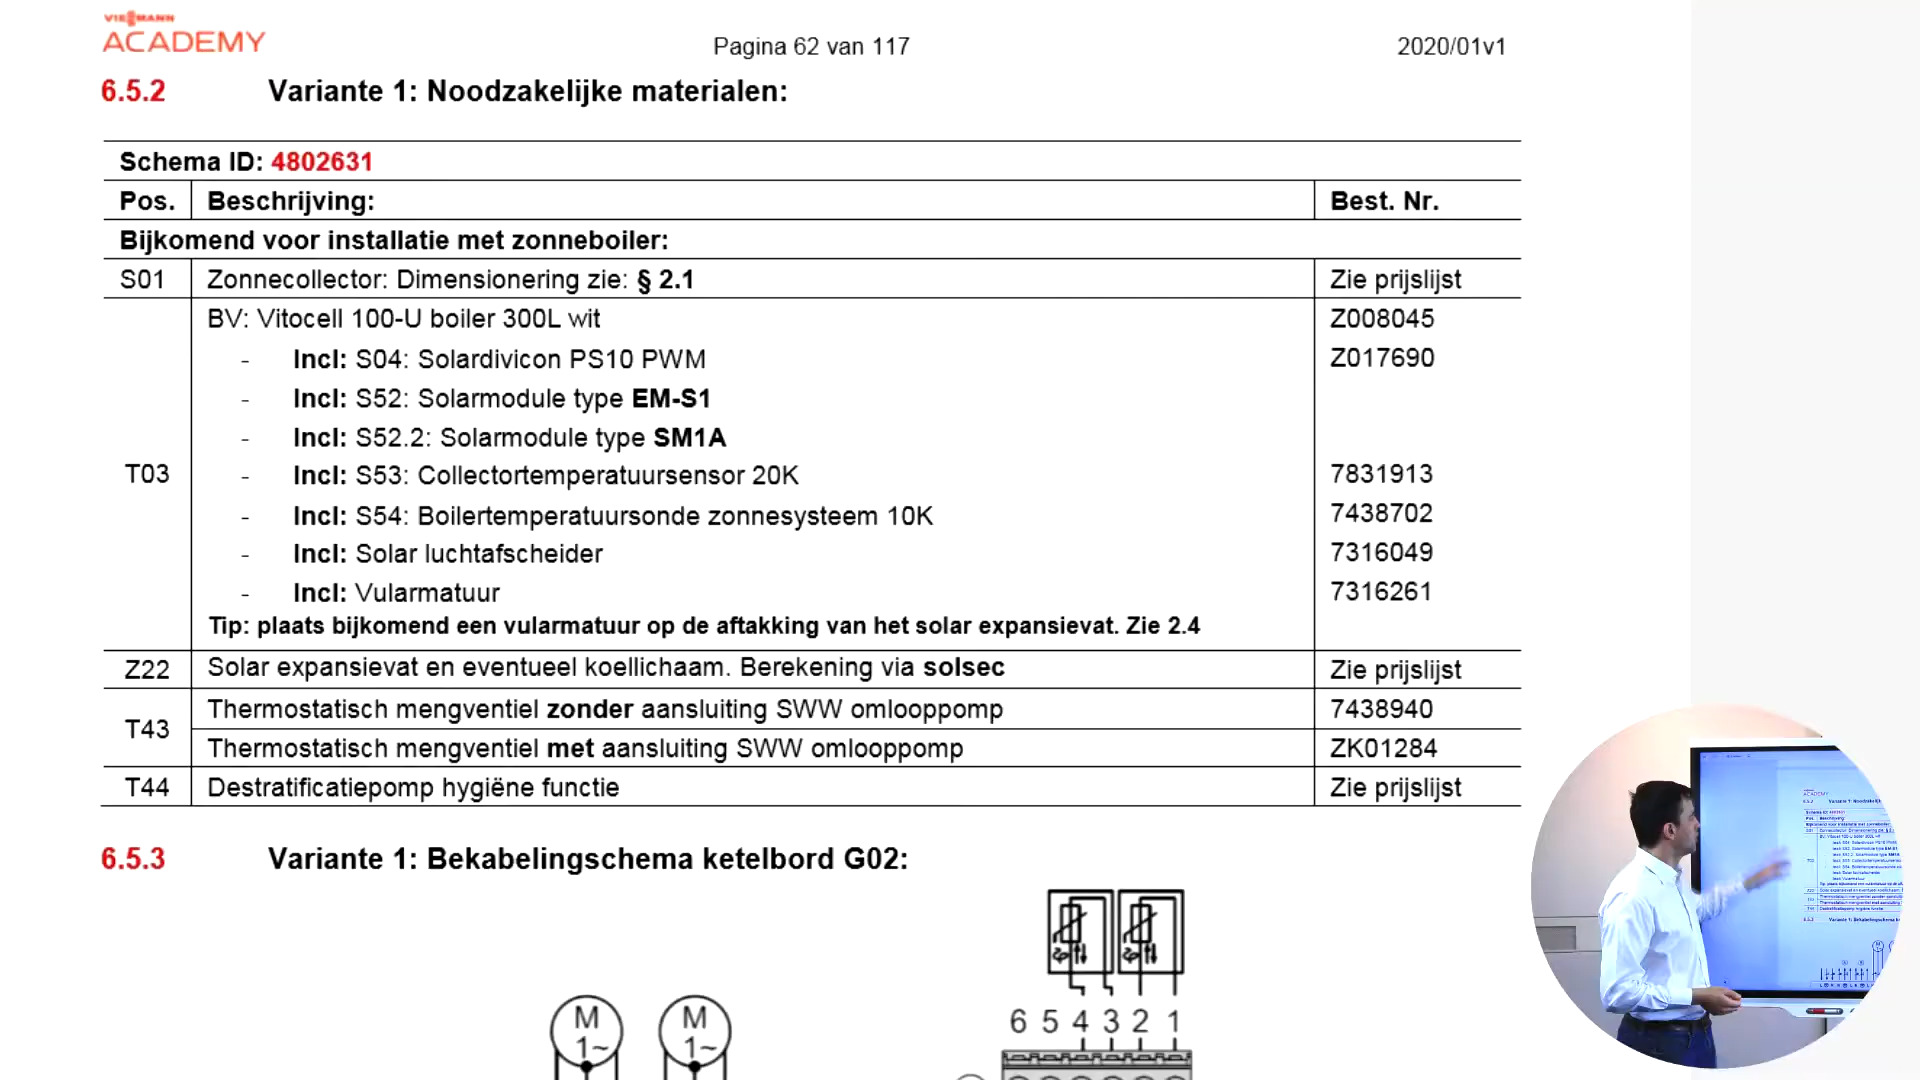 VIESMANN
ACADEMY
Pagina 62 van 117
2020/01v1
6.5.2 Variante 1: Noodzakelijke materialen:
Schema ID: 4802631
Pos. Beschrijving: Best. Nr.
Bijkomend voor installatie met zonneboiler:
S01 Zonnecollector: Dimensionering zie: § 2.1 Zie prijslijst
BV: Vitocell 100-U boiler 300L wit Z008045
- Incl: S04: Solardivicon PS10 PWM Z017690
- Incl: S52: Solarmodule type EM-S1
- Incl: S52.2: Solarmodule type SM1A
T03 - Incl: S53: Collectortemperatuursensor 20K 7831913
- Incl: S54: Boilertemperatuursonde zonnesysteem 10K 7438702
- Incl: Solar luchtafscheider 7316049
- Incl: Vularmatuur 7316261
Tip: plaats bijkomend een vularmatuur op de aftakking van het solar expansievat. Zie 2.4
Z22 Solar expansievat en eventueel koellichaam. Berekening via solsec Zie prijslijst
T43 Thermostatisch mengventiel zonder aansluiting SWW omlooppomp 7438940
Thermostatisch mengventiel met aansluiting SWW omlooppomp ZK01284
T44 Destratificatiepomp hygiëne functie Zie prijslijst
6.5.3 Variante 1: Bekabelingschema ketelbord G02:
M M
1~ 1~
6 5 4 3 2 1